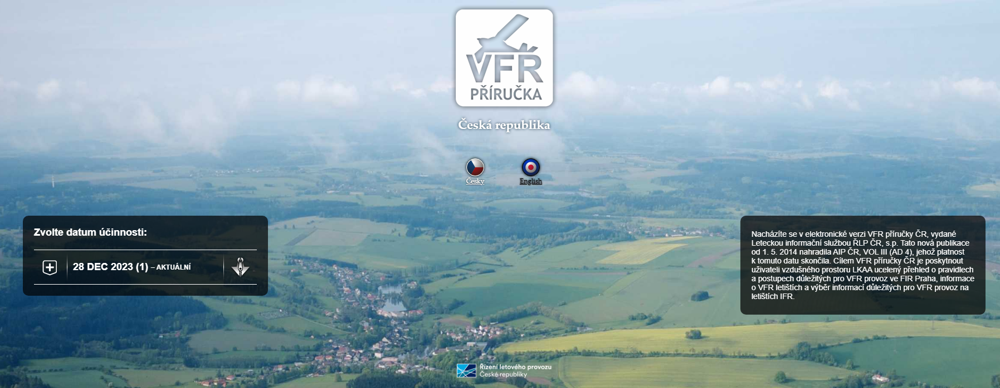 VFŘ
PŘÍRUČKA
Česká republika
Česky
English
Zvolte datum účinnosti:
28 DEC 2023 (1) – AKTUÁLNÍ
Nacházíte se v elektronické verzi VFR příručky ČR, vydané
Leteckou informační službou ŘLP ČR, s.p. Tato nová publikace
od 1. 5. 2014 nahradila AIP ČR, VOL III (AD 4), jehož platnost
k tomuto datu skončila. Cílem VFR příručky ČR je poskytnout
uživateli vzdušného prostoru LKAA ucelený přehled o pravidlech
a postupech důležitých pro VFR provoz ve FIR Praha, informace
o VFR letištích a výběr informací důležitých pro VFR provoz na
letištích IFR.
Řízení letového provozu
České republiky